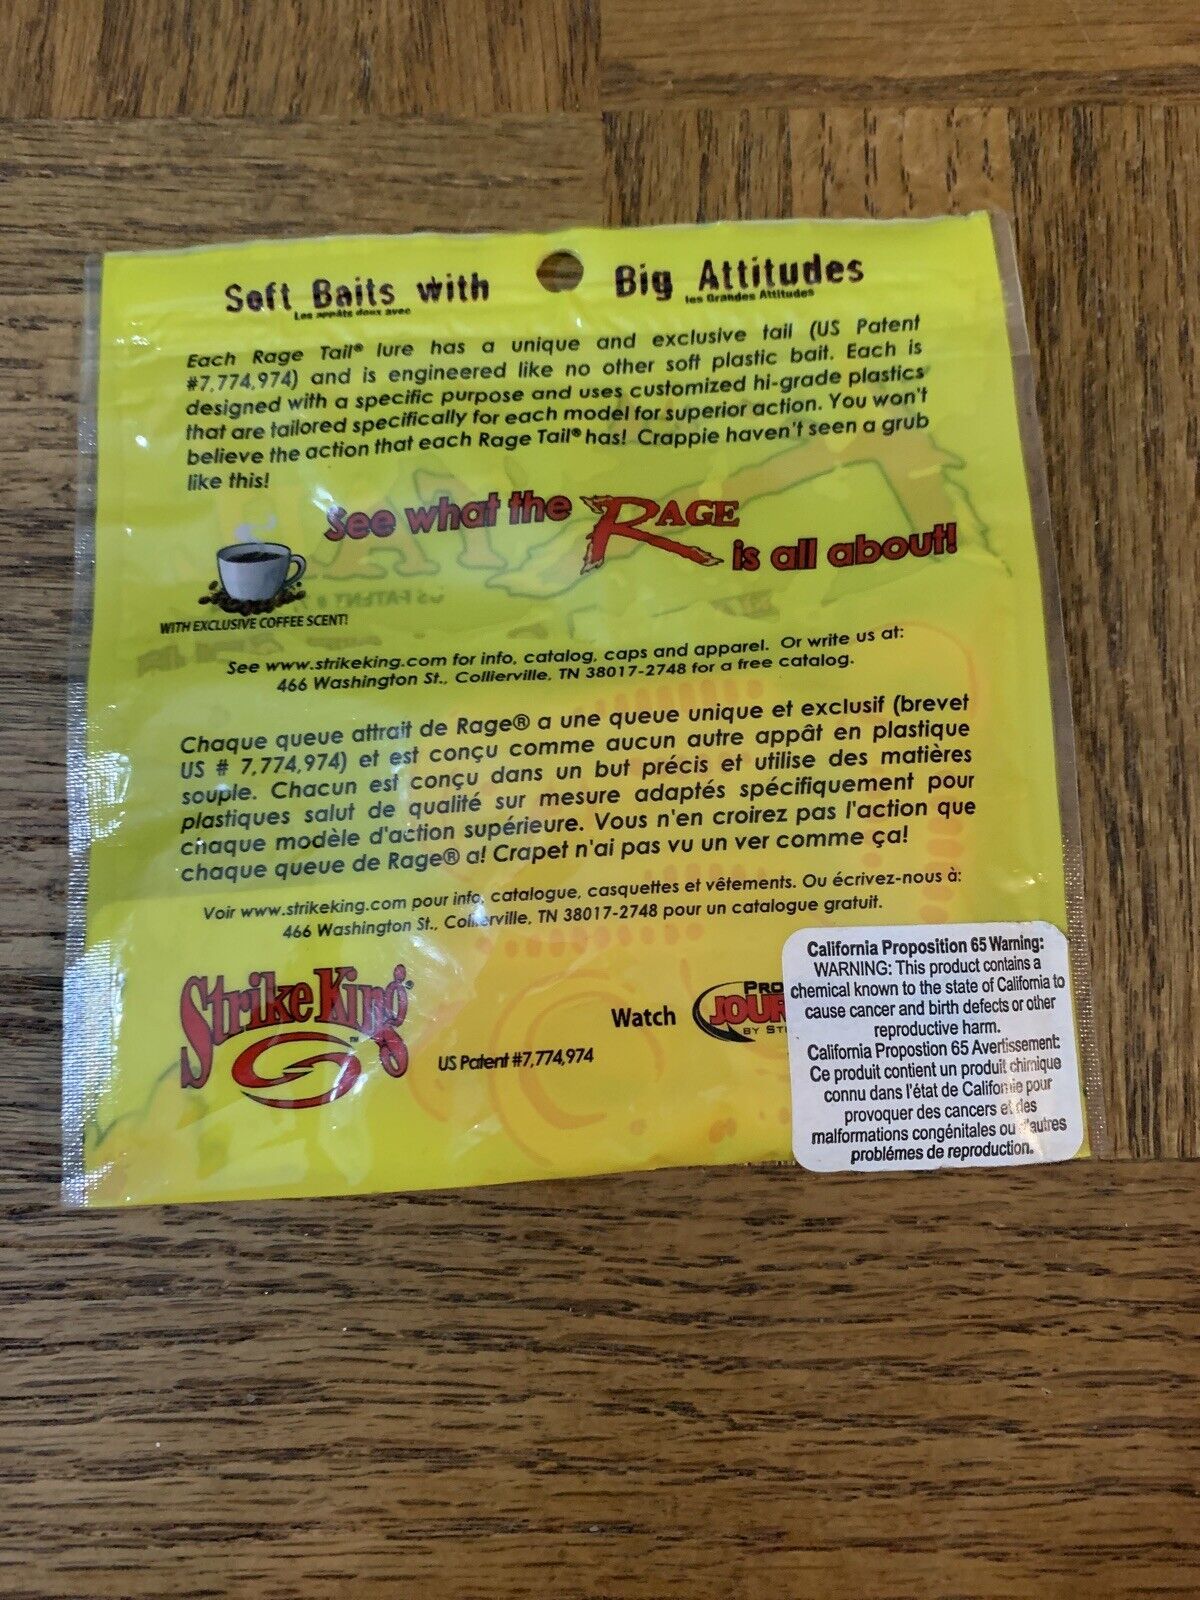 Soft Baits with Big Attitudes
Les appâts doux avec les Grandes Attitudes
Each Rage Tail® lure has a unique and exclusive tail (US Patent
#7,774,974) and is engineered like no other soft plastic bait. Each is
designed with a specific purpose and uses customized hi-grade plastics
that are tailored specifically for each model for superior action. You won't
believe the action that each Rage Tail® has! Crappie haven't seen a grub
like this!
See what the RAGE
is all about!
WITH EXCLUSIVE COFFEE SCENT!
See www.strikeking.com for info, catalog, caps and apparel. Or write us at:
466 Washington St., Collierville, TN 38017-2748 for a free catalog.
Chaque queue attrait de Rage® a une queue unique et exclusif (brevet
US # 7,774,974) et est conçu comme aucun autre appât en plastique
souple. Chacun est conçu dans un but précis et utilise des matières
plastiques salut de qualité sur mesure adaptés spécifiquement pour
chaque modèle d'action supérieure. Vous n'en croirez pas l'action que
chaque queue de Rage® a! Crapet n'ai pas vu un ver comme ça!
Voir www.strikeking.com pour info, catalogue, casquettes et vêtements. Ou écrivez-nous à:
466 Washington St., Collierville, TN 38017-2748 pour un catalogue gratuit.
Strike King®
™
US Patent #7,774,974
Watch
PRO
JOUR
BY ST
California Proposition 65 Warning:
WARNING: This product contains a
chemical known to the state of California to
cause cancer and birth defects or other
reproductive harm.
California Propostion 65 Avertissement:
Ce produit contient un produit chimique
connu dans l'état de Californie pour
provoquer des cancers et des
malformations congénitales ou d'autres
problémes de reproduction.